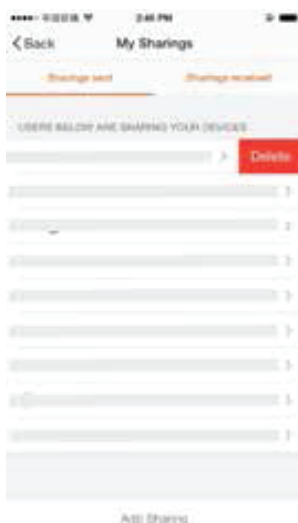 2:46 PM
Back My Sharings
Sharings sent Sharings received
USERS BELOW ARE SHARING YOUR DEVICES
Delete
Add Sharing